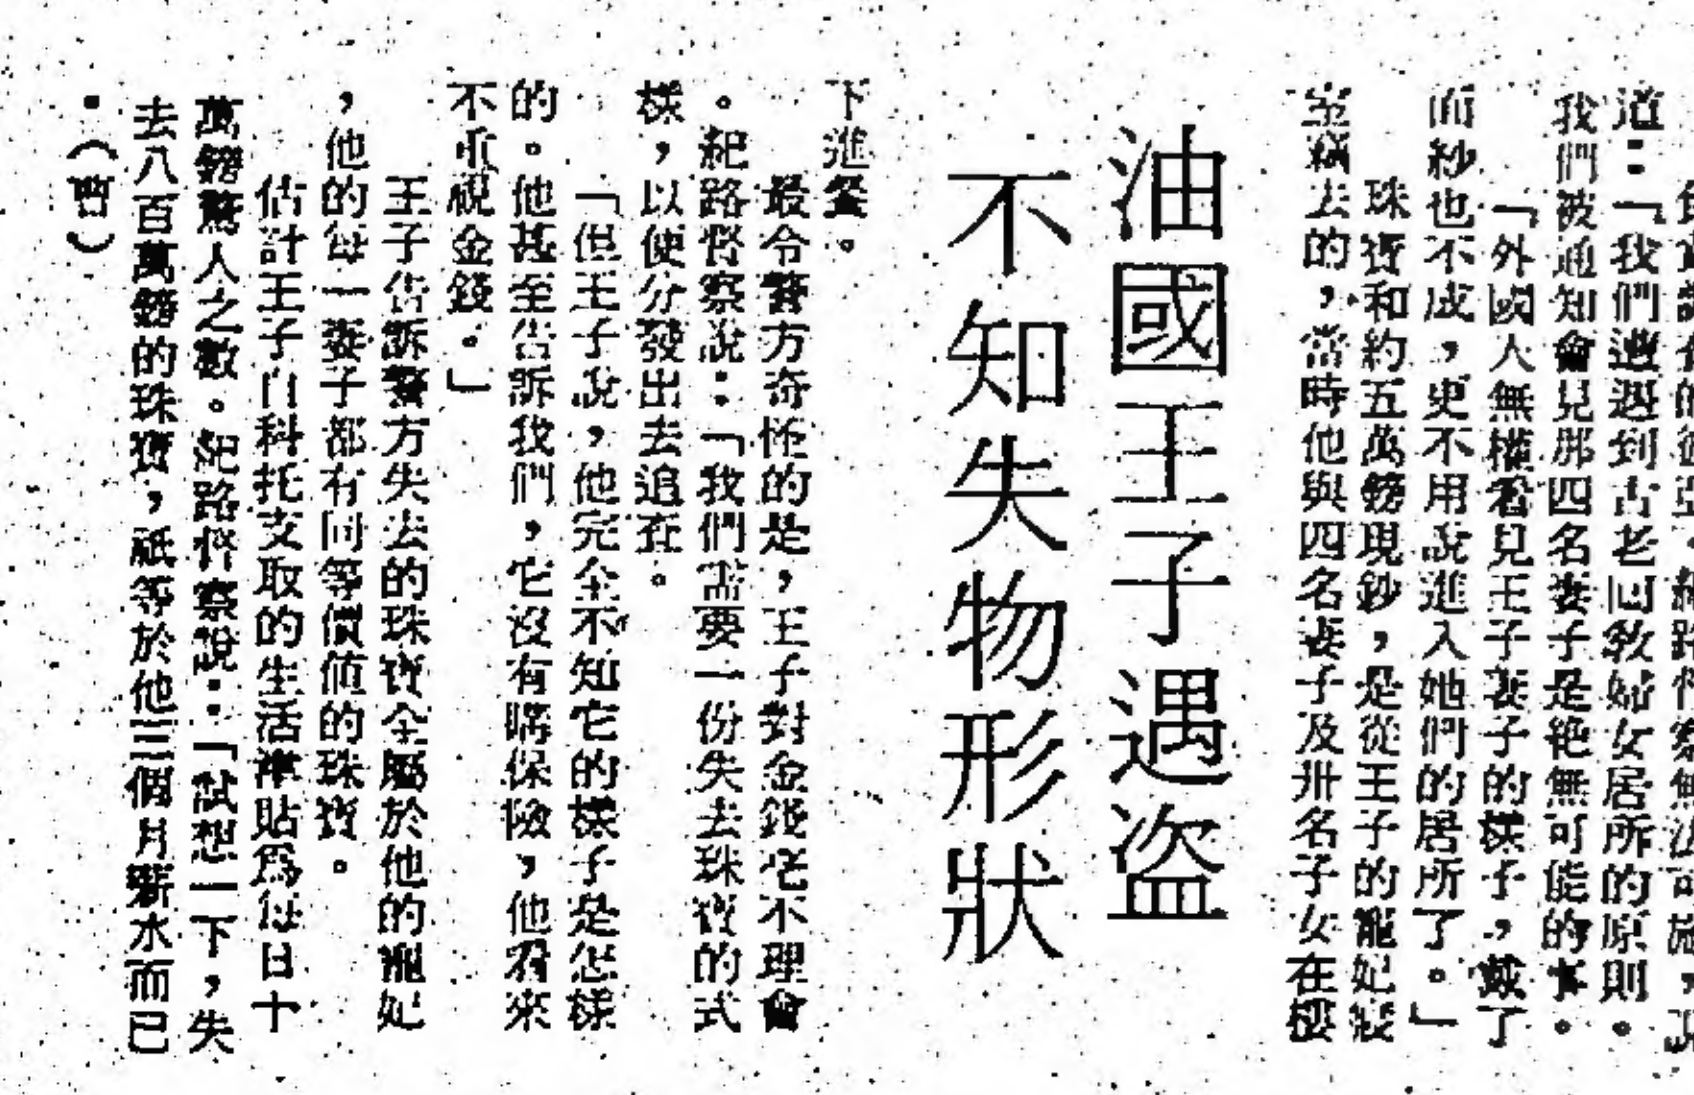 道：「我們遭遇到古老回敎婦女居所的原則。
我們被通知會見那四名妻子是絕無可能的事。
「外國人無權看見王子妻子的樣子，戴了
面紗也不成，更不用說進入她們的居所了。」
珠寶和約五萬鎊現鈔，是從王子的寵妃寢
室竊去的，當時他與四名妻子及卅名子女在樓
油國王子遇盜
不知失物形狀
下進餐。
最令警方奇怪的是，王子對金錢毫不理會
。紀路督察說：「我們需要一份失去珠寶的式
樣，以便分發出去追查。
「但王子說，他完全不知它的樣子是怎樣
的。他甚至告訴我們，它沒有購保險，他看來
不重視金錢。」
王子告訴警方失去的珠寶全屬於他的寵妃
，他的每一妻子都有同等價值的珠寶。
估計王子自科托支取的生活津貼爲每日十
萬鎊驚人之數。紀路督察說：「試想一下，失
去八百萬鎊的珠寶，祇等於他三個月薪水而已
。（四）